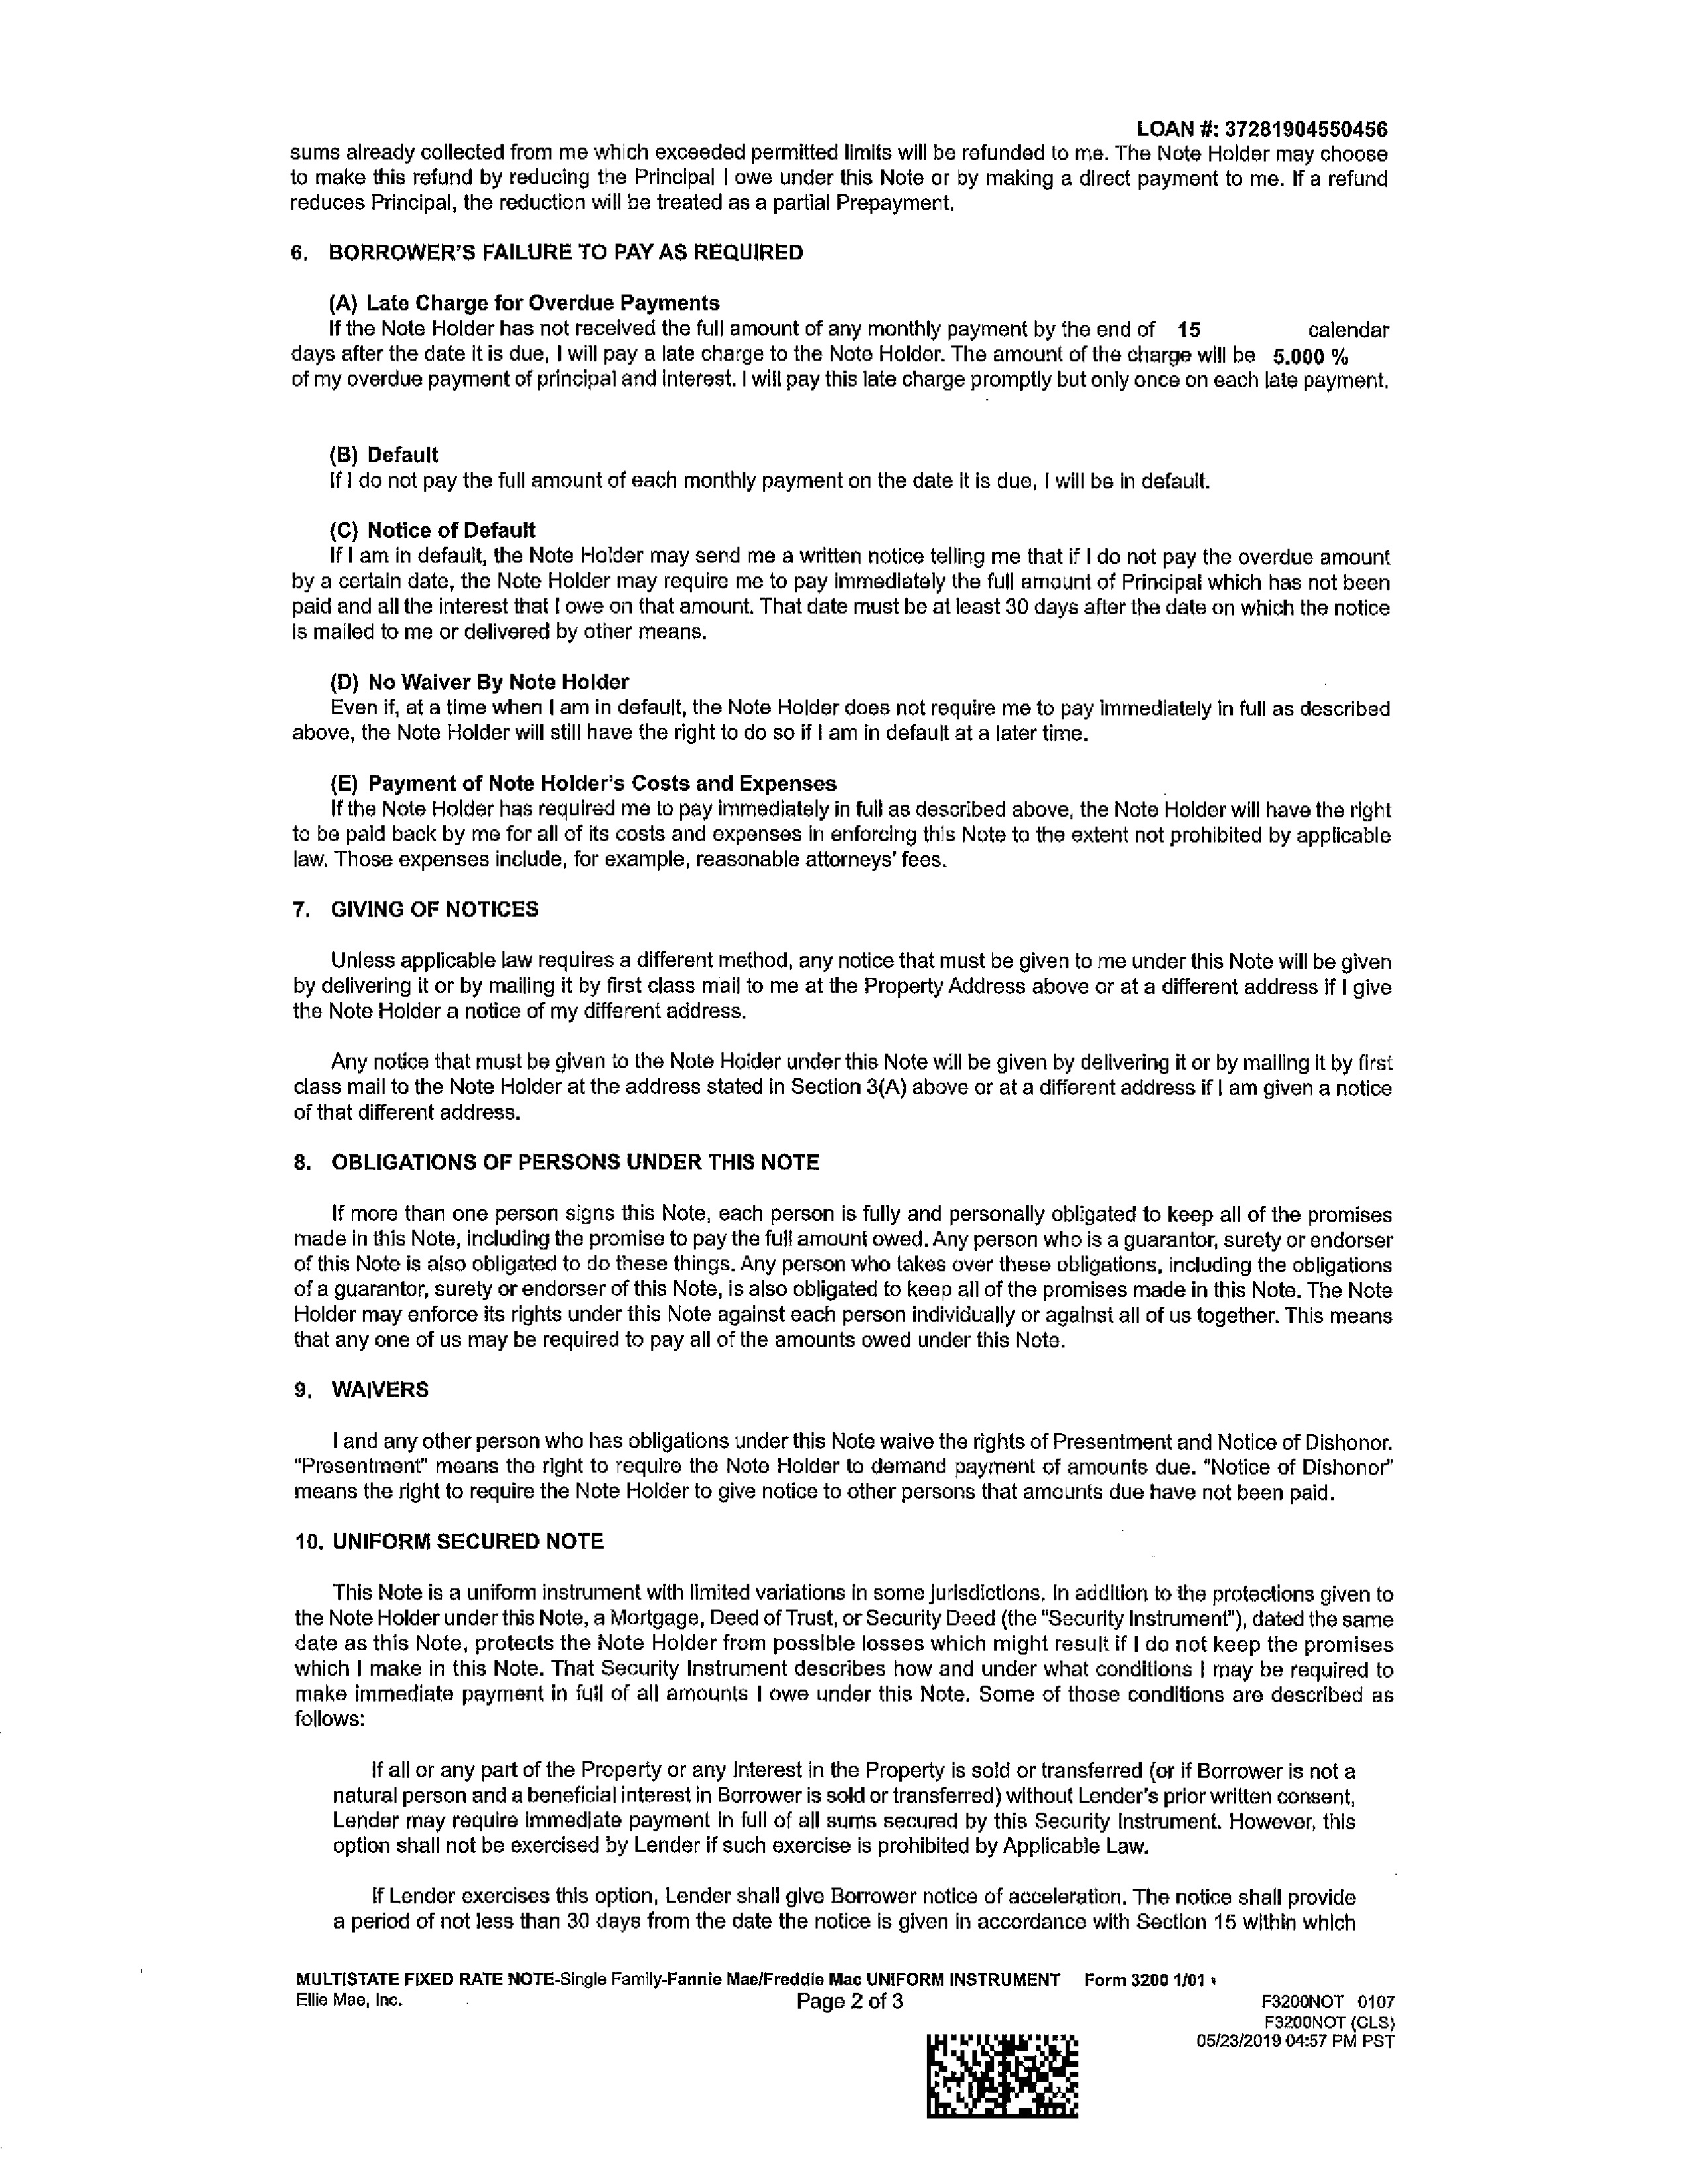 LOAN #: 37281904550456
sums already collected from me which exceeded permitted limits will be refunded to me. The Note Holder may choose
to make this refund by reducing the Principal I owe under this Note or by making a direct payment to me. If a refund
reduces Principal, the reduction will be treated as a partial Prepayment.
6. BORROWER'S FAILURE TO PAY AS REQUIRED
(A) Late Charge for Overdue Payments
If the Note Holder has not received the full amount of any monthly payment by the end of 15 calendar
days after the date it is due, I will pay a late charge to the Note Holder. The amount of the charge will be 5.000 %
of my overdue payment of principal and interest. I will pay this late charge promptly but only once on each late payment.
(B) Default
If I do not pay the full amount of each monthly payment on the date it is due, I will be in default.
(C) Notice of Default
If I am in default, the Note Holder may send me a written notice telling me that if I do not pay the overdue amount
by a certain date, the Note Holder may require me to pay immediately the full amount of Principal which has not been
paid and all the interest that I owe on that amount. That date must be at least 30 days after the date on which the notice
is mailed to me or delivered by other means.
(D) No Waiver By Note Holder
Even if, at a time when I am in default, the Note Holder does not require me to pay immediately in full as described
above, the Note Holder will still have the right to do so if I am in default at a later time.
(E) Payment of Note Holder's Costs and Expenses
If the Note Holder has required me to pay immediately in full as described above, the Note Holder will have the right
to be paid back by me for all of its costs and expenses in enforcing this Note to the extent not prohibited by applicable
law. Those expenses include, for example, reasonable attorneys' fees.
7. GIVING OF NOTICES
Unless applicable law requires a different method, any notice that must be given to me under this Note will be given
by delivering it or by mailing it by first class mail to me at the Property Address above or at a different address if I give
the Note Holder a notice of my different address.
Any notice that must be given to the Note Holder under this Note will be given by delivering it or by mailing it by first
class mail to the Note Holder at the address stated in Section 3(A) above or at a different address if I am given a notice
of that different address.
8. OBLIGATIONS OF PERSONS UNDER THIS NOTE
If more than one person signs this Note, each person is fully and personally obligated to keep all of the promises
made in this Note, including the promise to pay the full amount owed. Any person who is a guarantor, surety or endorser
of this Note is also obligated to do these things. Any person who takes over these obligations, including the obligations
of a guarantor, surety or endorser of this Note, is also obligated to keep all of the promises made in this Note. The Note
Holder may enforce its rights under this Note against each person individually or against all of us together. This means
that any one of us may be required to pay all of the amounts owed under this Note.
9. WAIVERS
I and any other person who has obligations under this Note waive the rights of Presentment and Notice of Dishonor.
"Presentment" means the right to require the Note Holder to demand payment of amounts due. "Notice of Dishonor"
means the right to require the Note Holder to give notice to other persons that amounts due have not been paid.
10. UNIFORM SECURED NOTE
This Note is a uniform instrument with limited variations in some jurisdictions. In addition to the protections given to
the Note Holder under this Note, a Mortgage, Deed of Trust, or Security Deed (the "Security Instrument"), dated the same
date as this Note, protects the Note Holder from possible losses which might result if I do not keep the promises
which I make in this Note. That Security Instrument describes how and under what conditions I may be required to
make immediate payment in full of all amounts I owe under this Note. Some of those conditions are described as
follows:
If all or any part of the Property or any Interest in the Property is sold or transferred (or if Borrower is not a
natural person and a beneficial interest in Borrower is sold or transferred) without Lender's prior written consent,
Lender may require immediate payment in full of all sums secured by this Security Instrument. However, this
option shall not be exercised by Lender if such exercise is prohibited by Applicable Law.
If Lender exercises this option, Lender shall give Borrower notice of acceleration. The notice shall provide
a period of not less than 30 days from the date the notice is given in accordance with Section 15 within which
MULTISTATE FIXED RATE NOTE-Single Family-Fannie Mae/Freddie Mac UNIFORM INSTRUMENT Form 3200 1/01
Ellie Mae, Inc. Page 2 of 3 F3200NOT 0107
F3200NOT (CLS)
05/23/2019 04:57 PM PST